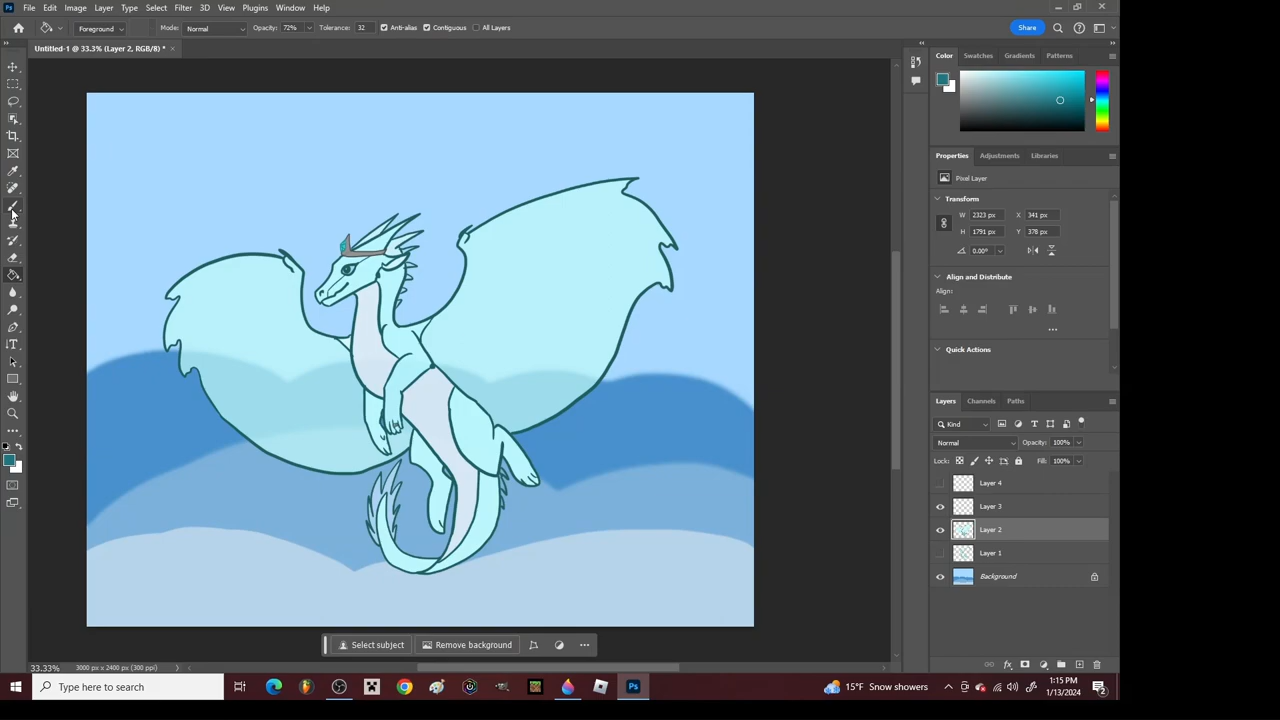 File Edit Image Layer Type Select Filter 3D View Plugins Window Help
Foreground Mode: Normal Opacity: 72% Tolerance: 32 Anti-alias Contiguous All Layers Share
Untitled-1 @ 33.3% (Layer 2, RGB/8) *
Color Swatches Gradients Patterns
Properties Adjustments Libraries
Pixel Layer
Transform
W 2323 px X 341 px
H 1791 px Y 378 px
0.00°
Align and Distribute
Align:
Quick Actions
Layers Channels Paths
Kind
Normal Opacity: 100%
Lock: Fill: 100%
Layer 4
Layer 3
Layer 2
Layer 1
Background
Select subject Remove background
33.33% 3000 px x 2400 px (300 ppi)
Type here to search
15°F Snow showers
1:15 PM
1/13/2024
2